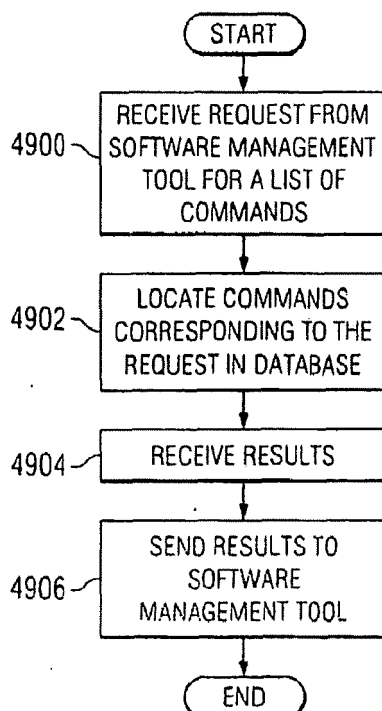 START
4900
RECEIVE REQUEST FROM
SOFTWARE MANAGEMENT
TOOL FOR A LIST OF
COMMANDS
4902
LOCATE COMMANDS
CORRESPONDING TO THE
REQUEST IN DATABASE
4904
RECEIVE RESULTS
4906
SEND RESULTS TO
SOFTWARE
MANAGEMENT TOOL
END